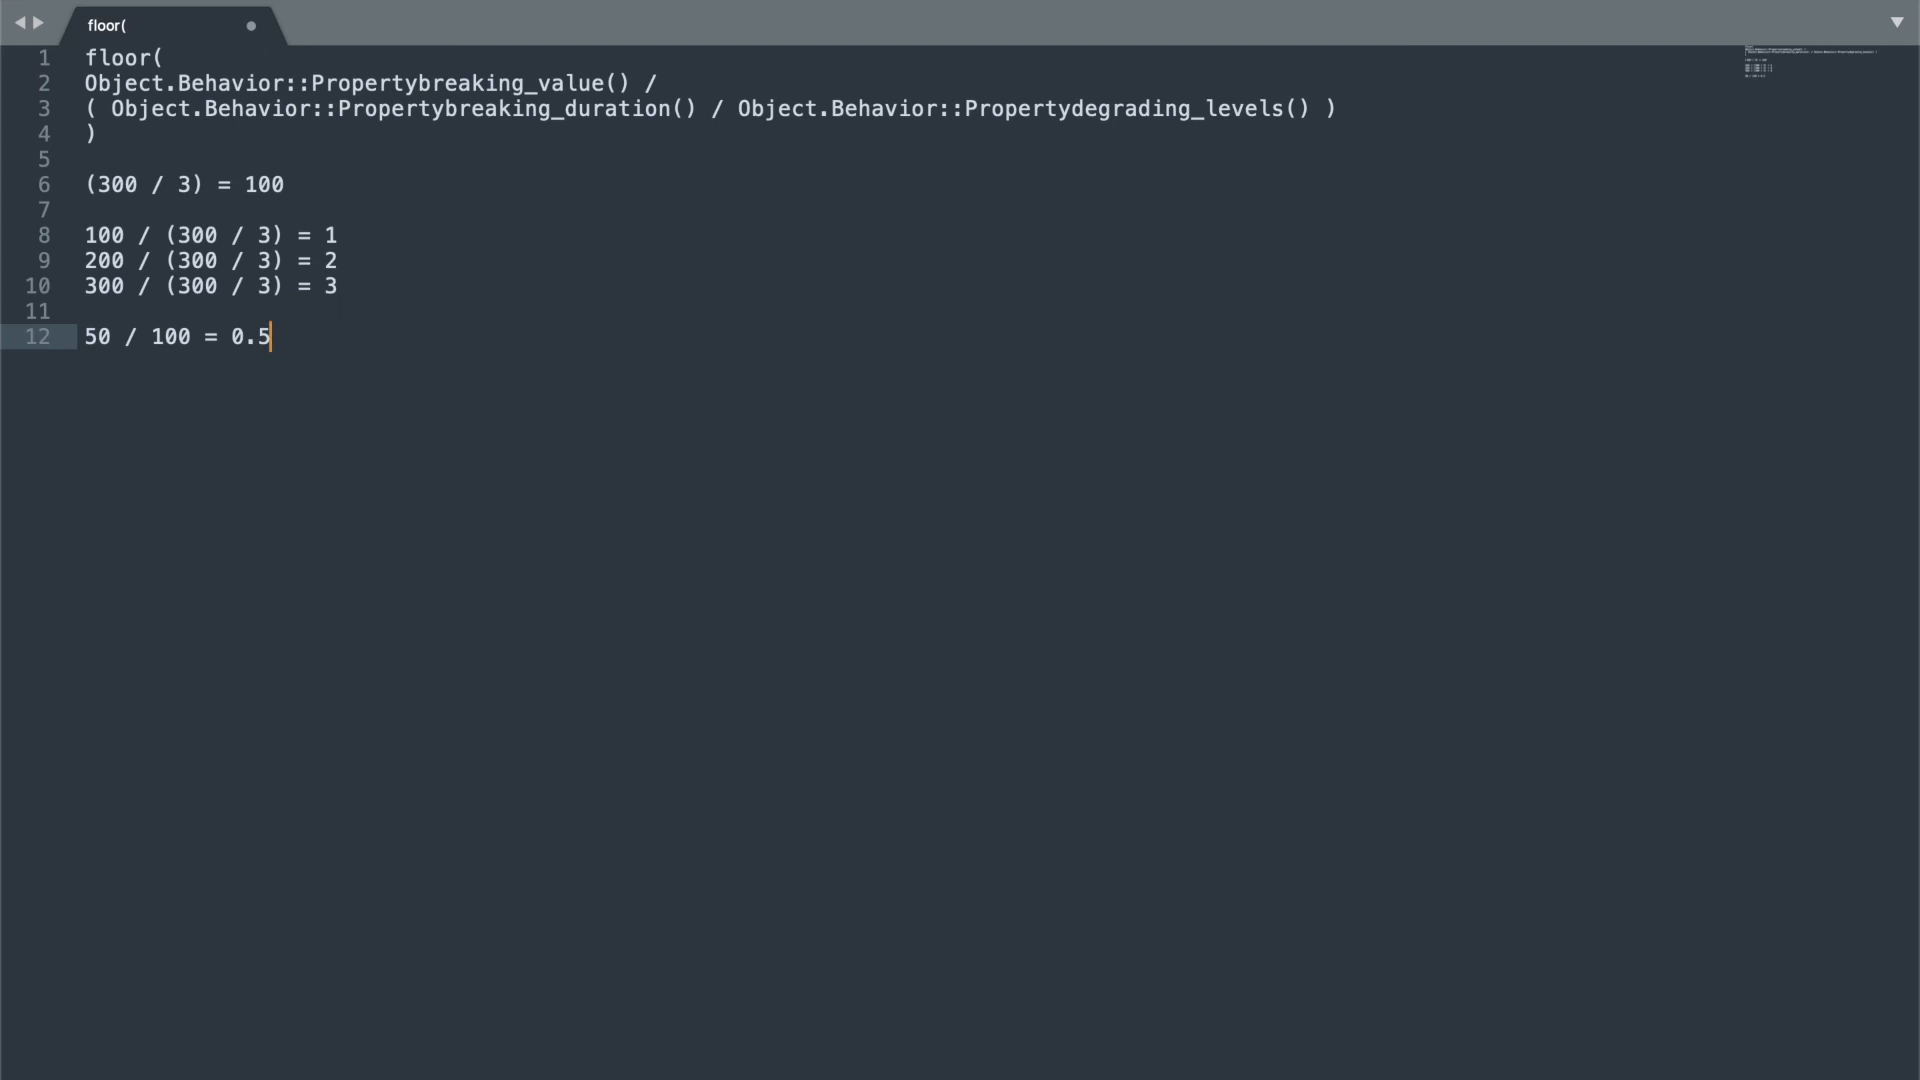 floor(
1 floor(
2 Object.Behavior::Propertybreaking_value() /
3 ( Object.Behavior::Propertybreaking_duration() / Object.Behavior::Propertydegrading_levels() )
4 )
5
6 (300 / 3) = 100
7
8 100 / (300 / 3) = 1
9 200 / (300 / 3) = 2
10 300 / (300 / 3) = 3
11
12 50 / 100 = 0.5